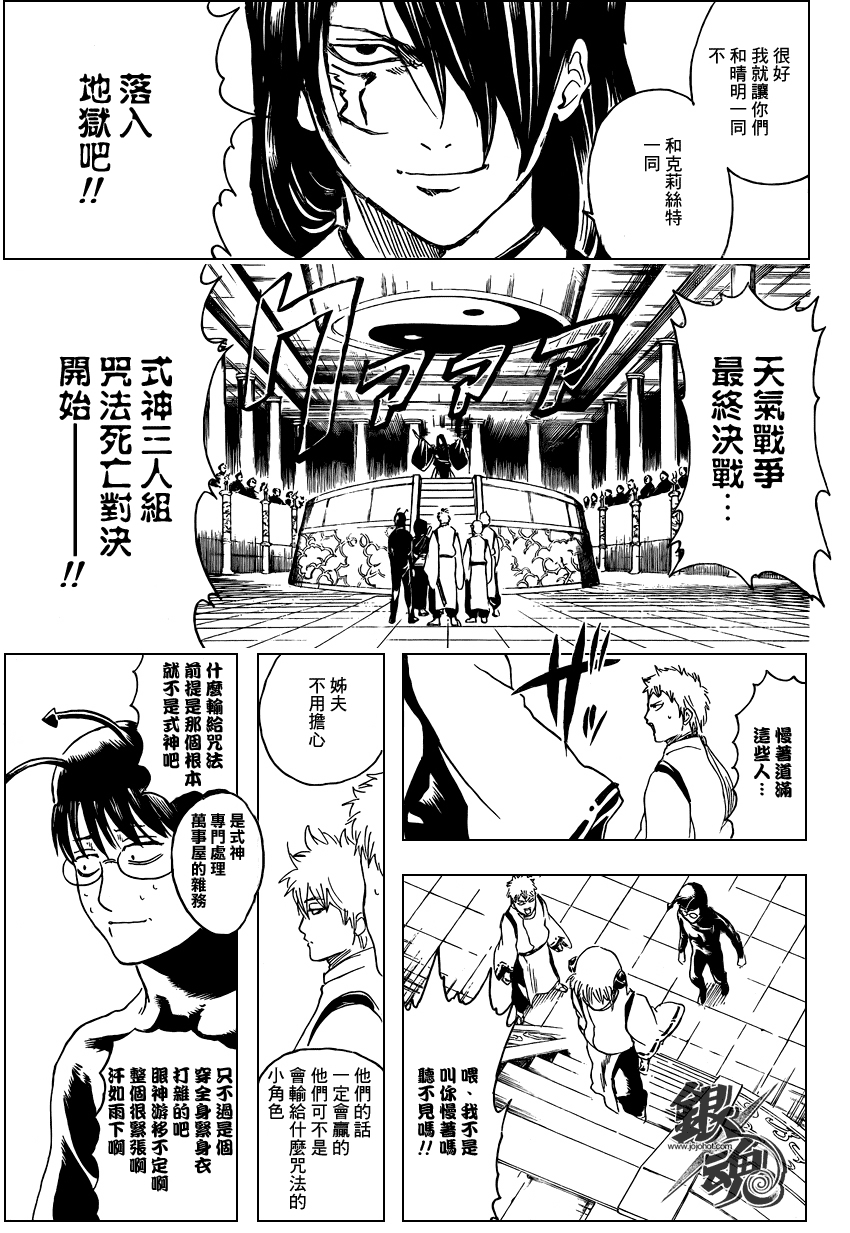 很好
我就讓你們
和晴明一同
不
和克莉絲特
一同
落入
地獄吧!!
天氣戰爭
最終決戰…
式神三人組
咒法死亡對決
開始——!!
慢著道滿
這些人…
喂、我不是
叫你慢著嗎
聽不見嗎!!
姊夫
不用擔心
他們的話
一定會贏的
他們可不是
會輸給什麼咒法的
小角色
什麼輸給咒法
前提是那個根本
就不是式神吧
是式神
專門處理
萬事屋的雜務
只不過是個
穿全身緊身衣
打雜的吧
眼神游移不定啊
整個很緊張啊
汗如雨下啊
銀魂
www.jojohot.com